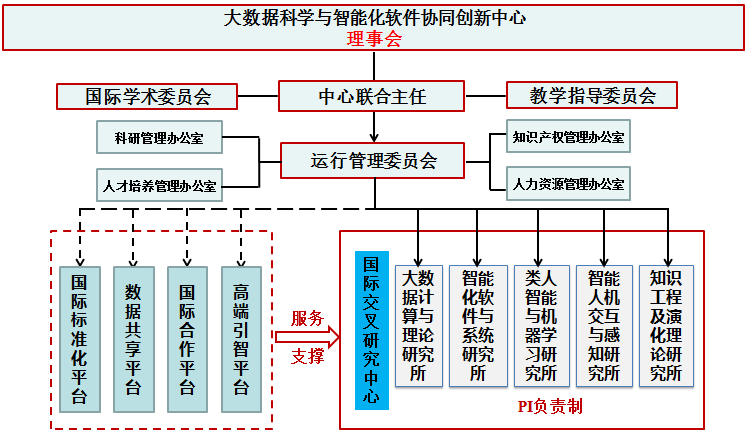 大数据科学与智能化软件协同创新中心
理事会
国际学术委员会
中心联合主任
教学指导委员会
科研管理办公室
知识产权管理办公室
运行管理委员会
人才培养管理办公室
人力资源管理办公室
国际标准化平台
数据共享平台
国际合作平台
高端引智平台
服务
支撑
国际交叉研究中心
大数据计算与理论研究所
智能化软件与系统研究所
类人智能与机器学习研究所
智能人机交互与感知研究所
知识工程及演化理论研究所
PI负责制